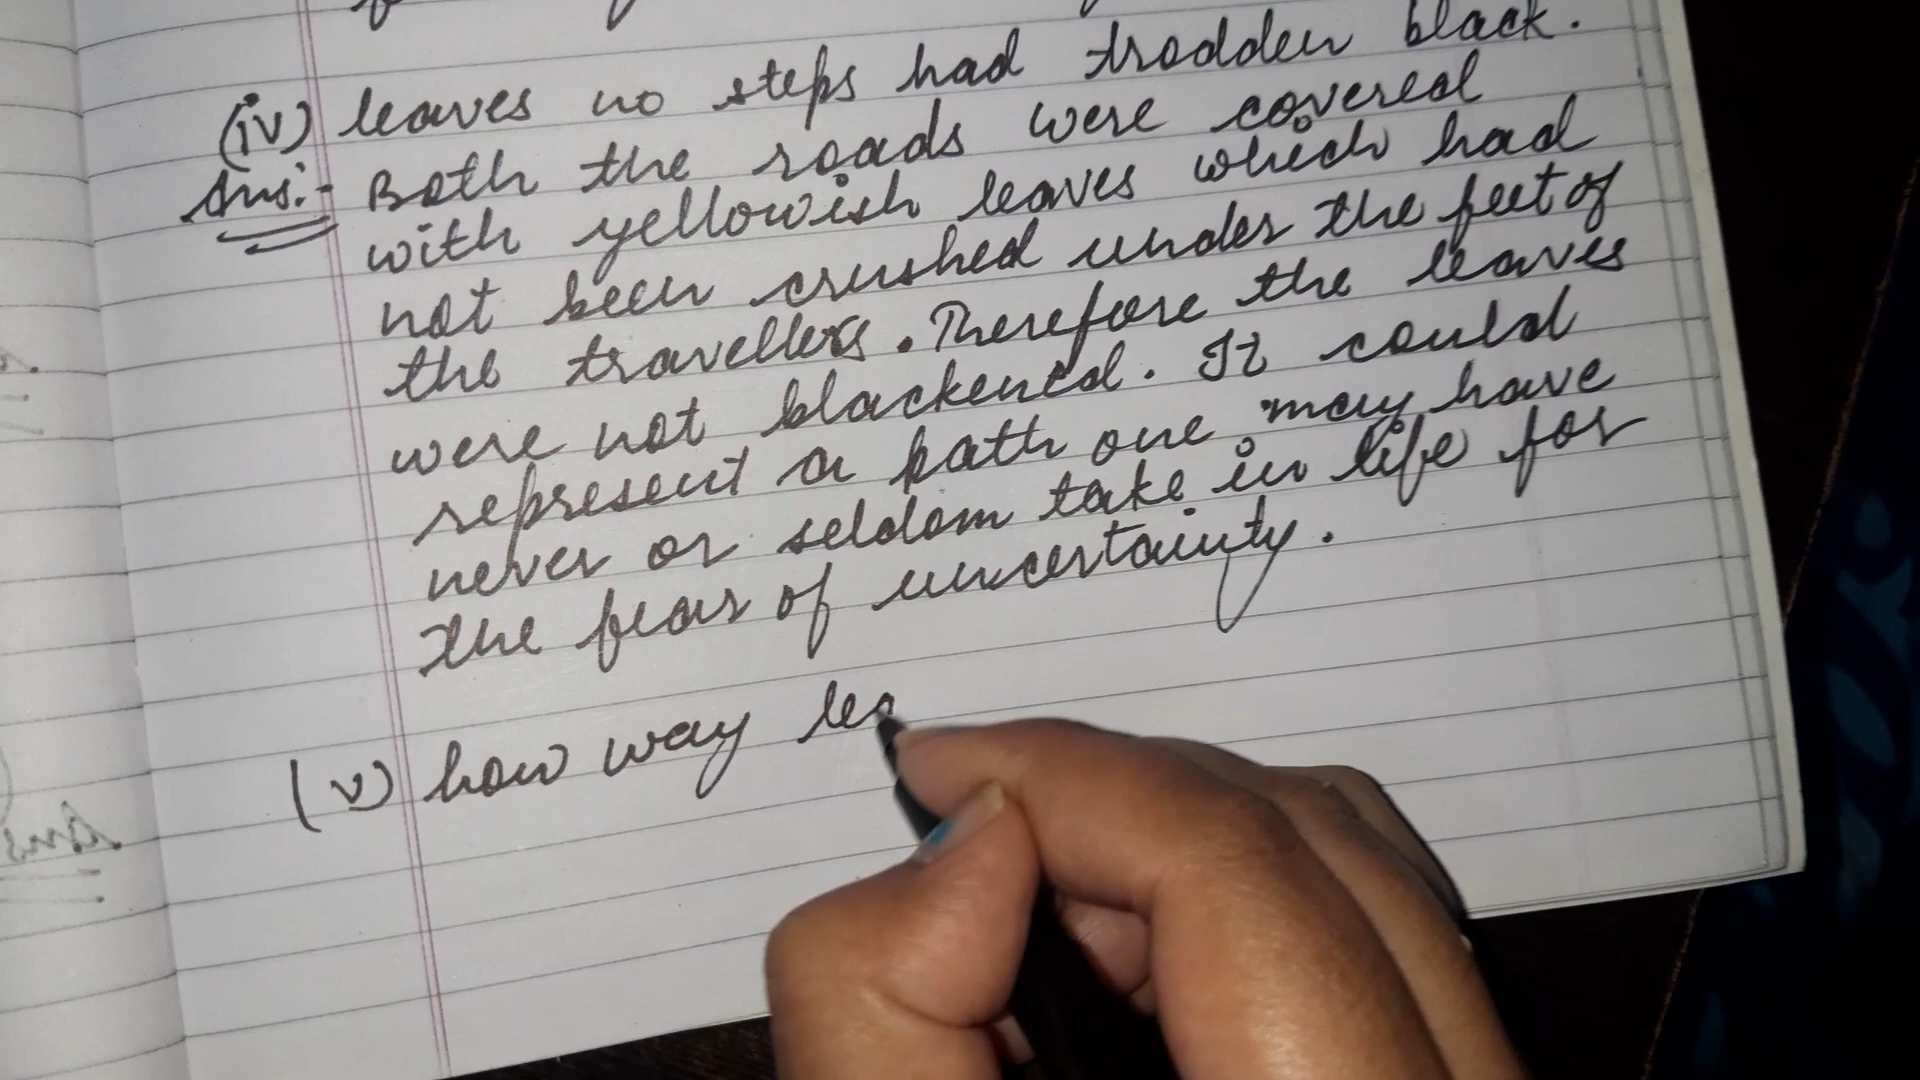 (iv) leaves no steps had trodden black.
Ans:- Both the roads were covered
with yellowish leaves which had
not been crushed under the feet of
the travellers. Therefore the leaves
were not blackened. It could
represent a path one may have
never or seldom take in life for
the fear of uncertainty.
(v) how way lea
Ans